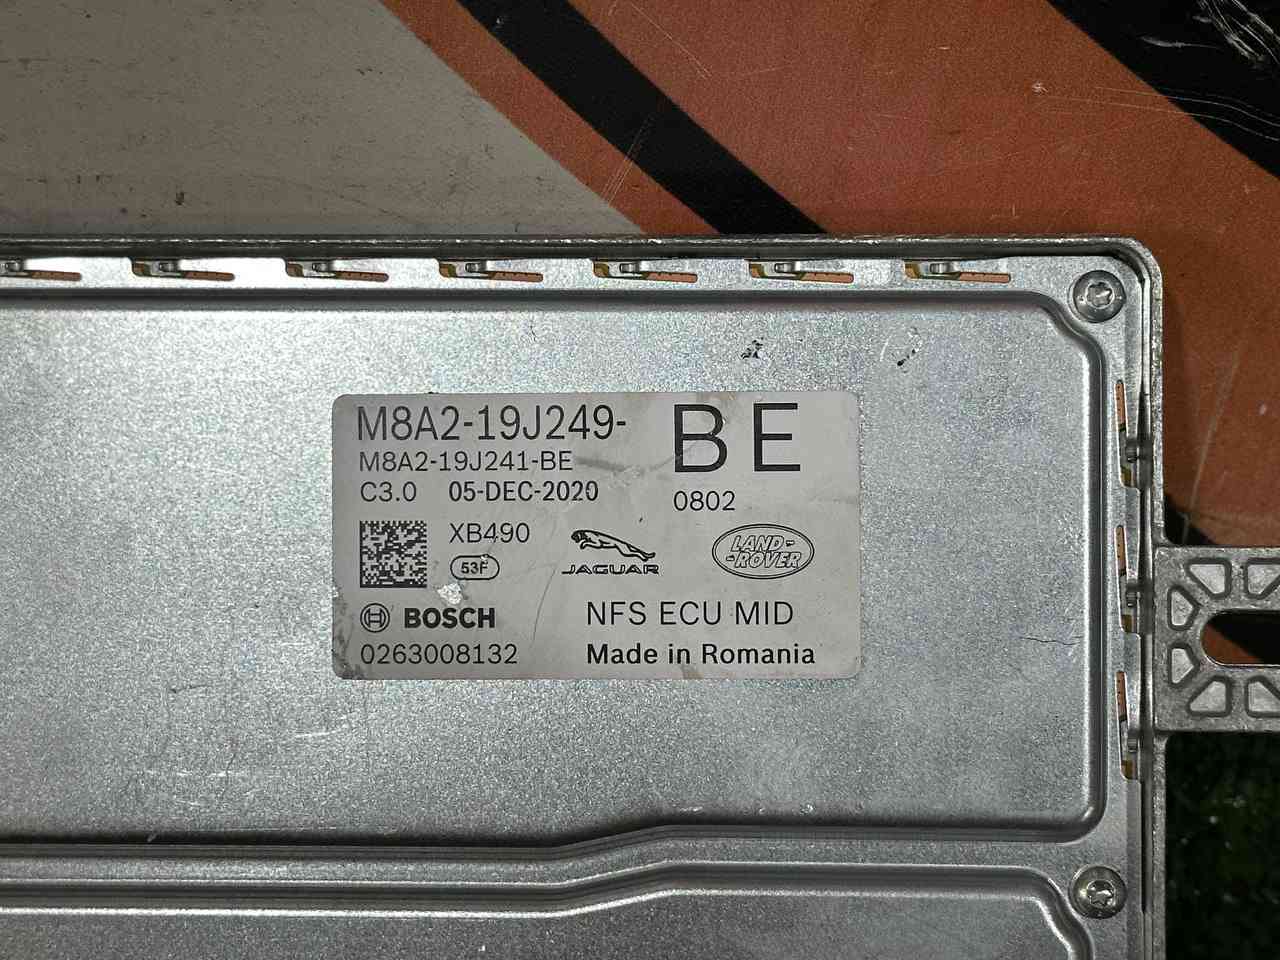 M8A2-19J249- BE
M8A2-19J241-BE
C3.0 05-DEC-2020 0802
XB490
53F
JAGUAR
LAND-
-ROVER
BOSCH NFS ECU MID
0263008132 Made in Romania